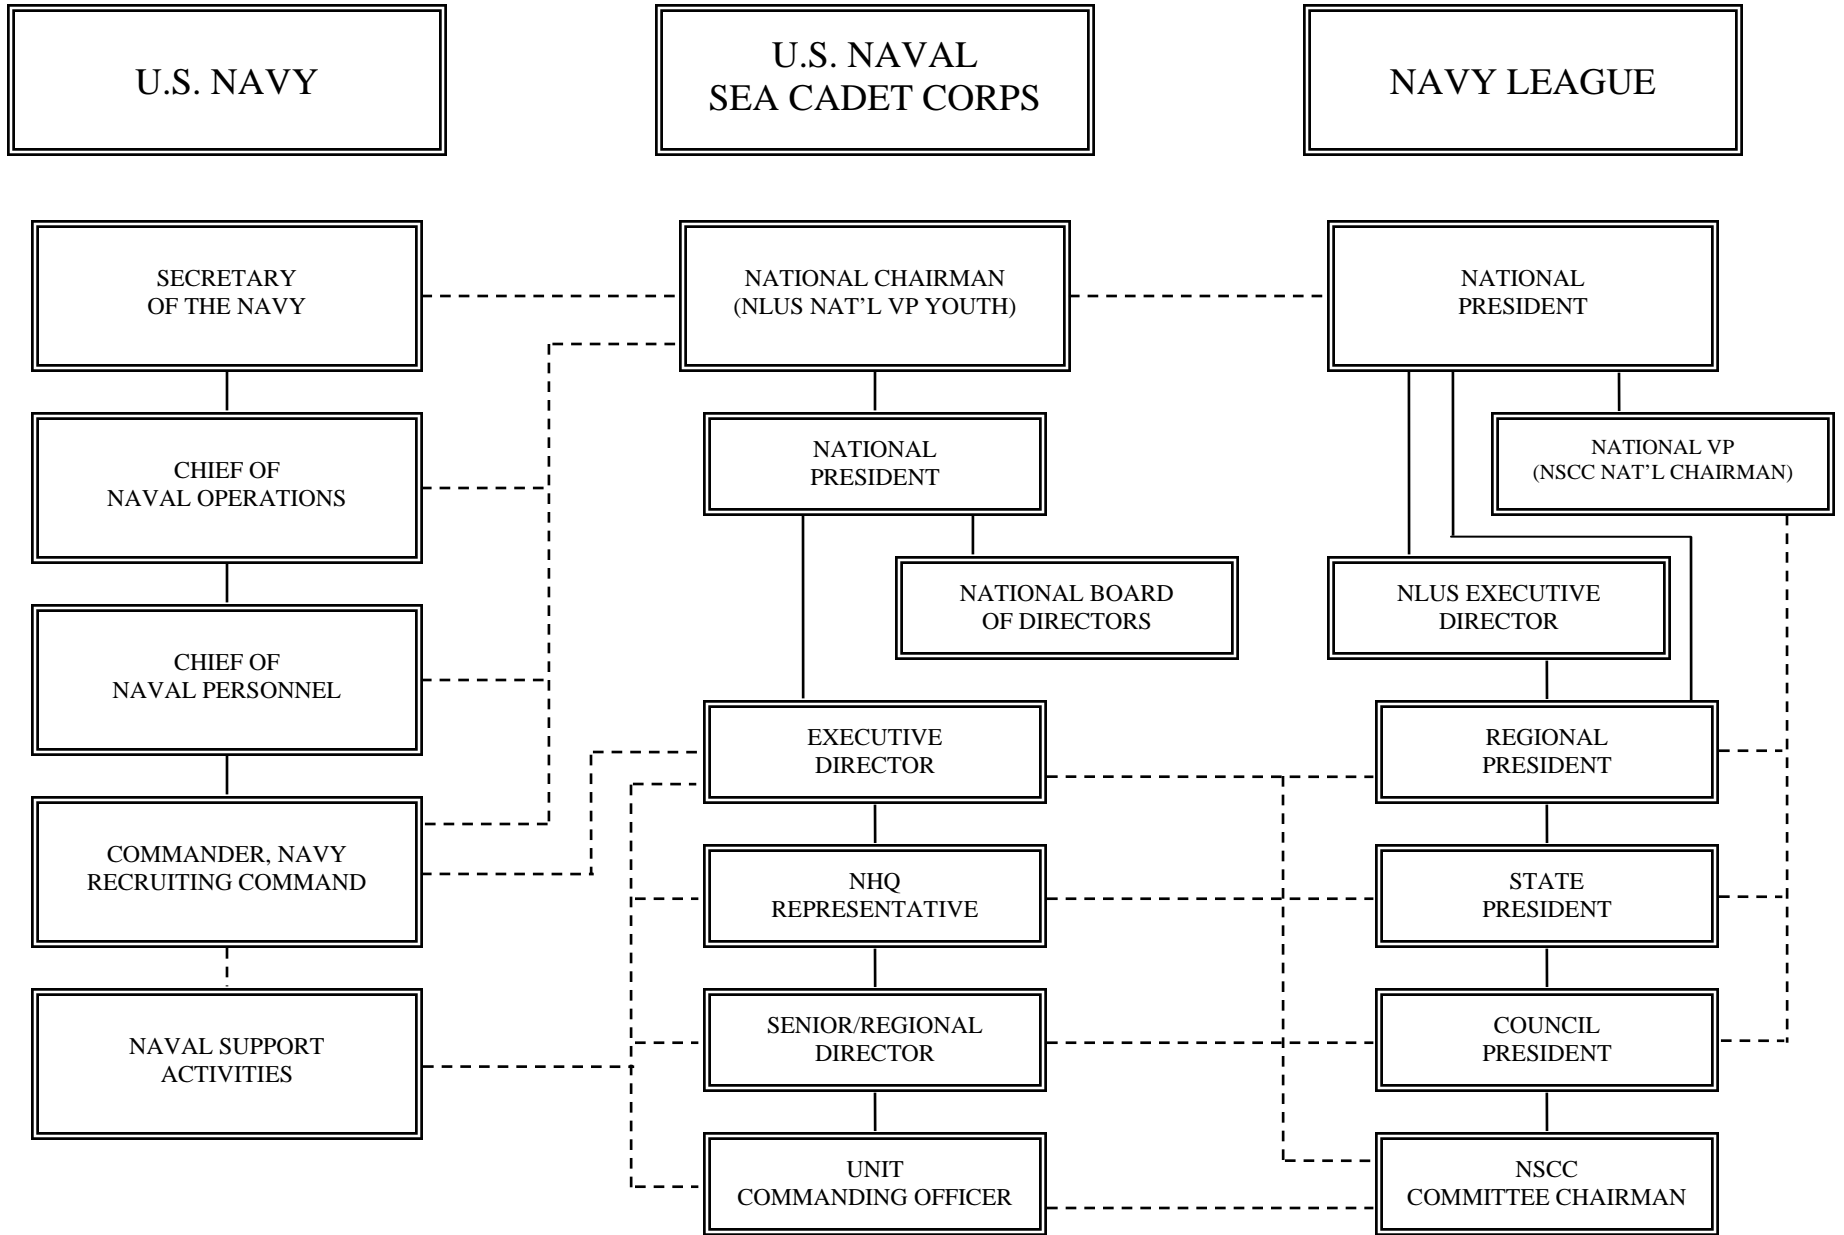 U.S. NAVY
U.S. NAVAL
SEA CADET CORPS
NAVY LEAGUE
SECRETARY
OF THE NAVY
NATIONAL CHAIRMAN
(NLUS NAT’L VP YOUTH)
NATIONAL
PRESIDENT
CHIEF OF
NAVAL OPERATIONS
NATIONAL
PRESIDENT
NATIONAL VP
(NSCC NAT’L CHAIRMAN)
NATIONAL BOARD
OF DIRECTORS
NLUS EXECUTIVE
DIRECTOR
CHIEF OF
NAVAL PERSONNEL
EXECUTIVE
DIRECTOR
REGIONAL
PRESIDENT
COMMANDER, NAVY
RECRUITING COMMAND
NHQ
REPRESENTATIVE
STATE
PRESIDENT
NAVAL SUPPORT
ACTIVITIES
SENIOR/REGIONAL
DIRECTOR
COUNCIL
PRESIDENT
UNIT
COMMANDING OFFICER
NSCC
COMMITTEE CHAIRMAN